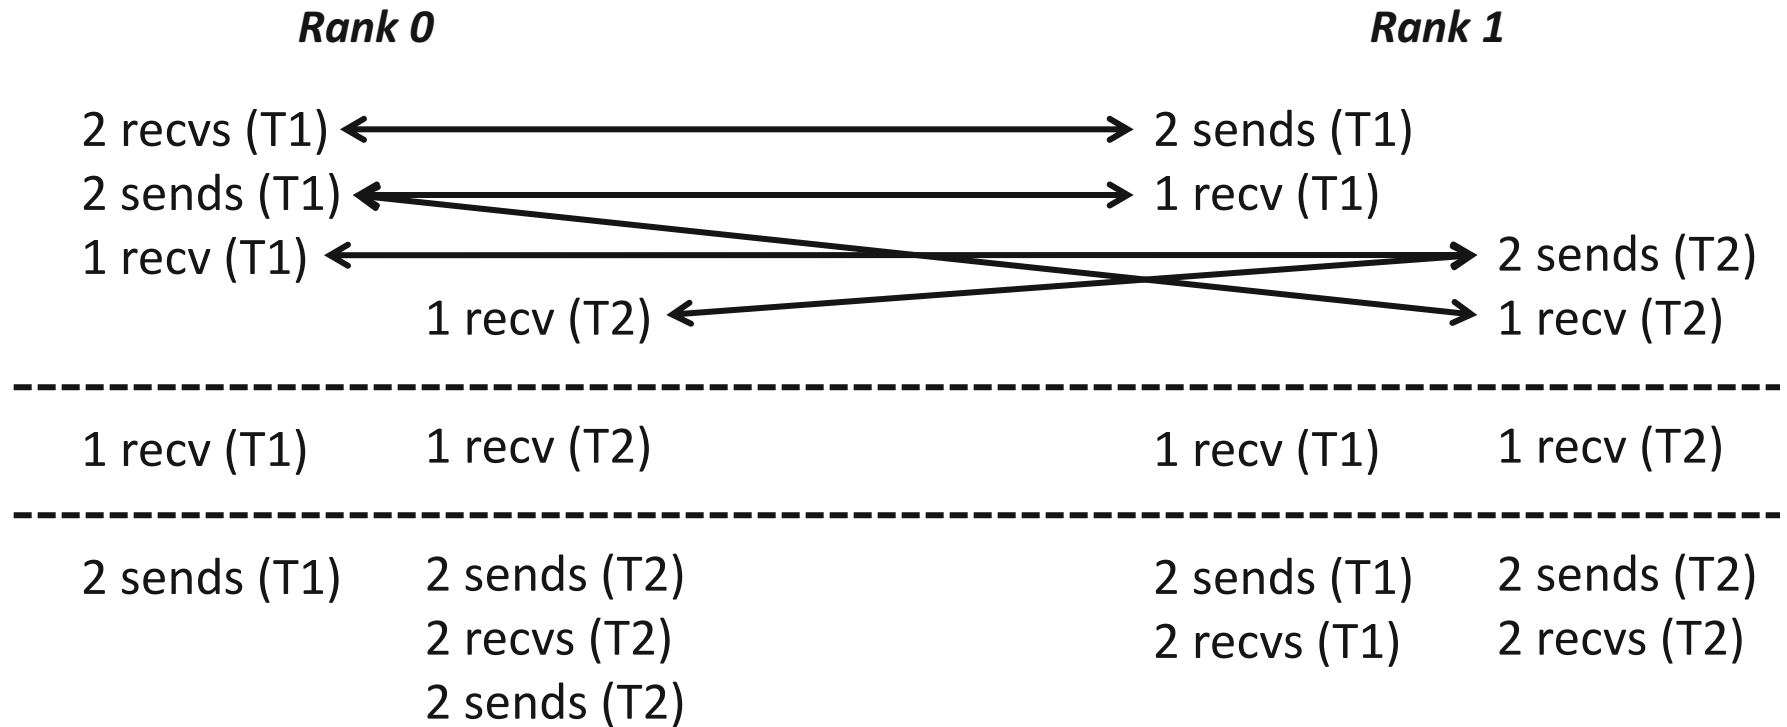 Rank 0 Rank 1
2 recvs (T1) 2 sends (T1)
2 sends (T1) 1 recv (T1)
1 recv (T1) 2 sends (T2)
1 recv (T2) 1 recv (T2)
1 recv (T1) 1 recv (T2) 1 recv (T1) 1 recv (T2)
2 sends (T1) 2 sends (T2) 2 sends (T1) 2 sends (T2)
2 recvs (T2) 2 recvs (T1) 2 recvs (T2)
2 sends (T2)